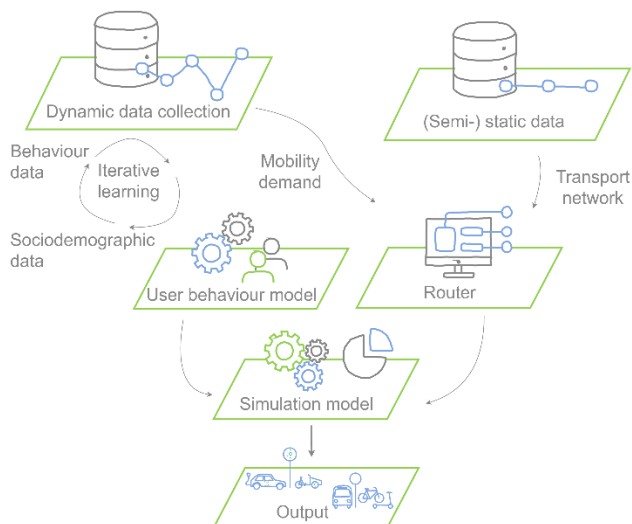 Dynamic data collection
(Semi-) static data
Behaviour
data
Iterative
learning
Mobility
demand
Transport
network
Sociodemographic
data
User behaviour model
Router
Simulation model
Output